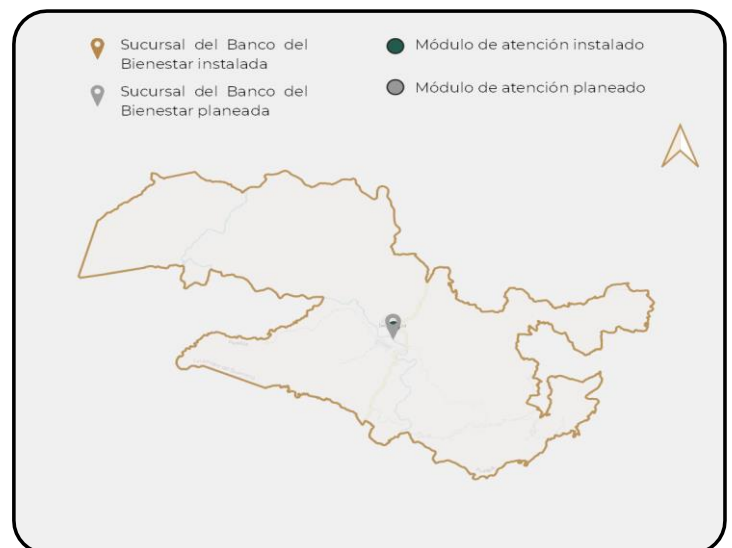 Sucursal del Banco del
Bienestar instalada
Sucursal del Banco del
Bienestar planeada
Módulo de atención instalado
Módulo de atención planeado